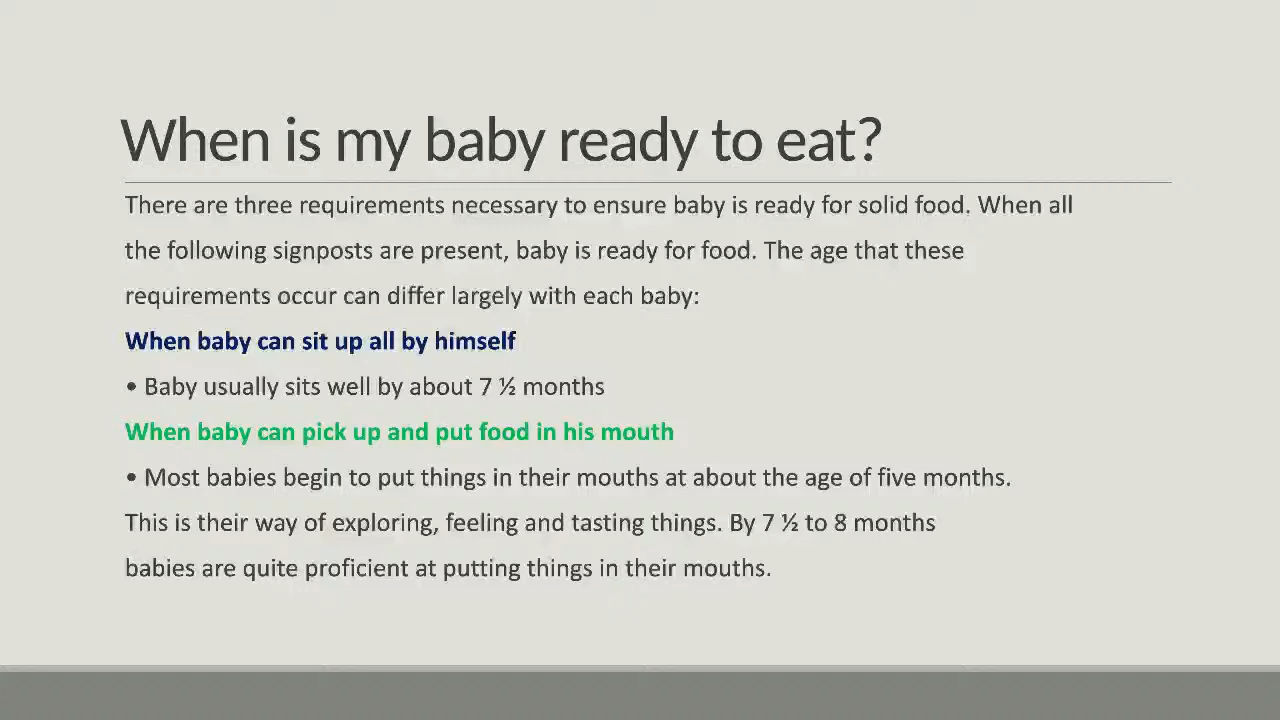 When is my baby ready to eat?
There are three requirements necessary to ensure baby is ready for solid food. When all
the following signposts are present, baby is ready for food. The age that these
requirements occur can differ largely with each baby:
When baby can sit up all by himself
• Baby usually sits well by about 7 ½ months
When baby can pick up and put food in his mouth
• Most babies begin to put things in their mouths at about the age of five months.
This is their way of exploring, feeling and tasting things. By 7 ½ to 8 months
babies are quite proficient at putting things in their mouths.